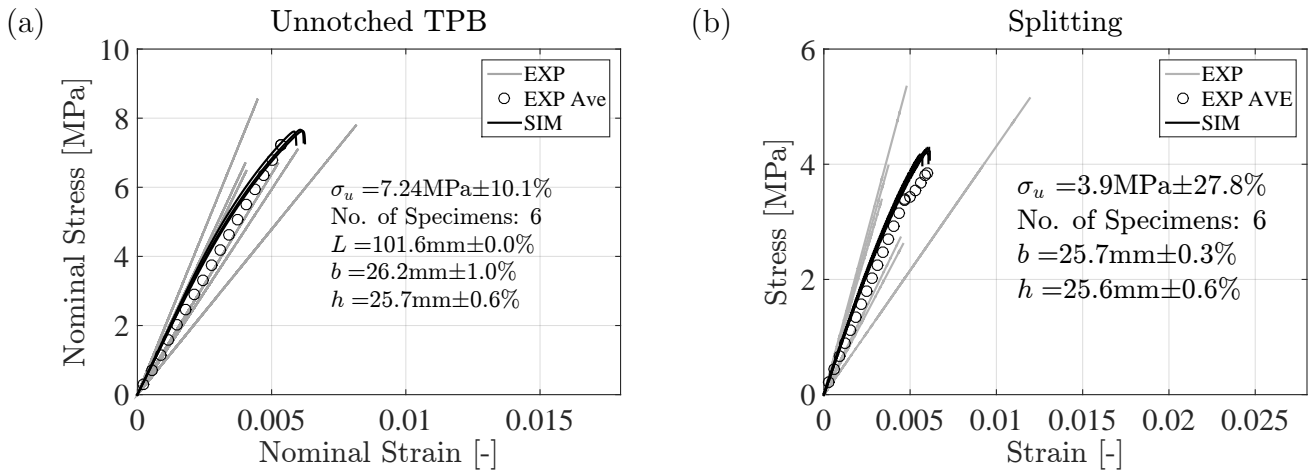 (a)
Unnotched TPB
10
8
6
4
2
0
0
0.005
0.01
0.015
Nominal Stress [MPa]
Nominal Strain [-]
EXP
EXP Ave
SIM
σu =7.24MPa±10.1%
No. of Specimens: 6
L =101.6mm±0.0%
b =26.2mm±1.0%
h =25.7mm±0.6%
(b)
Splitting
6
4
2
0
0
0.005
0.01
0.015
0.02
0.025
Stress [MPa]
Strain [-]
EXP
EXP AVE
SIM
σu =3.9MPa±27.8%
No. of Specimens: 6
b =25.7mm±0.3%
h =25.6mm±0.6%